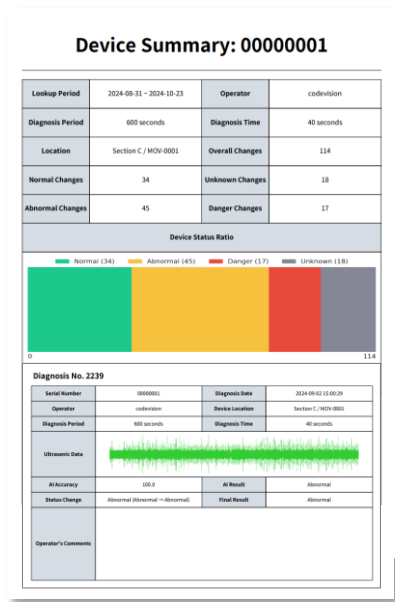 Device Summary: 00000001
Lookup Period 2024-08-31 ~ 2024-10-23 Operator codevision
Diagnosis Period 600 seconds Diagnosis Time 40 seconds
Location Section C / MOV-0001 Overall Changes 114
Normal Changes 34 Unknown Changes 18
Abnormal Changes 45 Danger Changes 17
Device Status Ratio
Normal (34) Abnormal (45) Danger (17) Unknown (18)
0 114
Diagnosis No. 2239
Serial Number 00000001 Diagnosis Date 2024-09-02 15:00:29
Operator codevision Device Location Section C / MOV-0001
Diagnosis Period 600 seconds Diagnosis Time 40 seconds
Ultrasonic Data
AI Accuracy 100.0 AI Result Abnormal
Status Change Abnormal (Abnormal → Abnormal) Final Result Abnormal
Operator's Comments